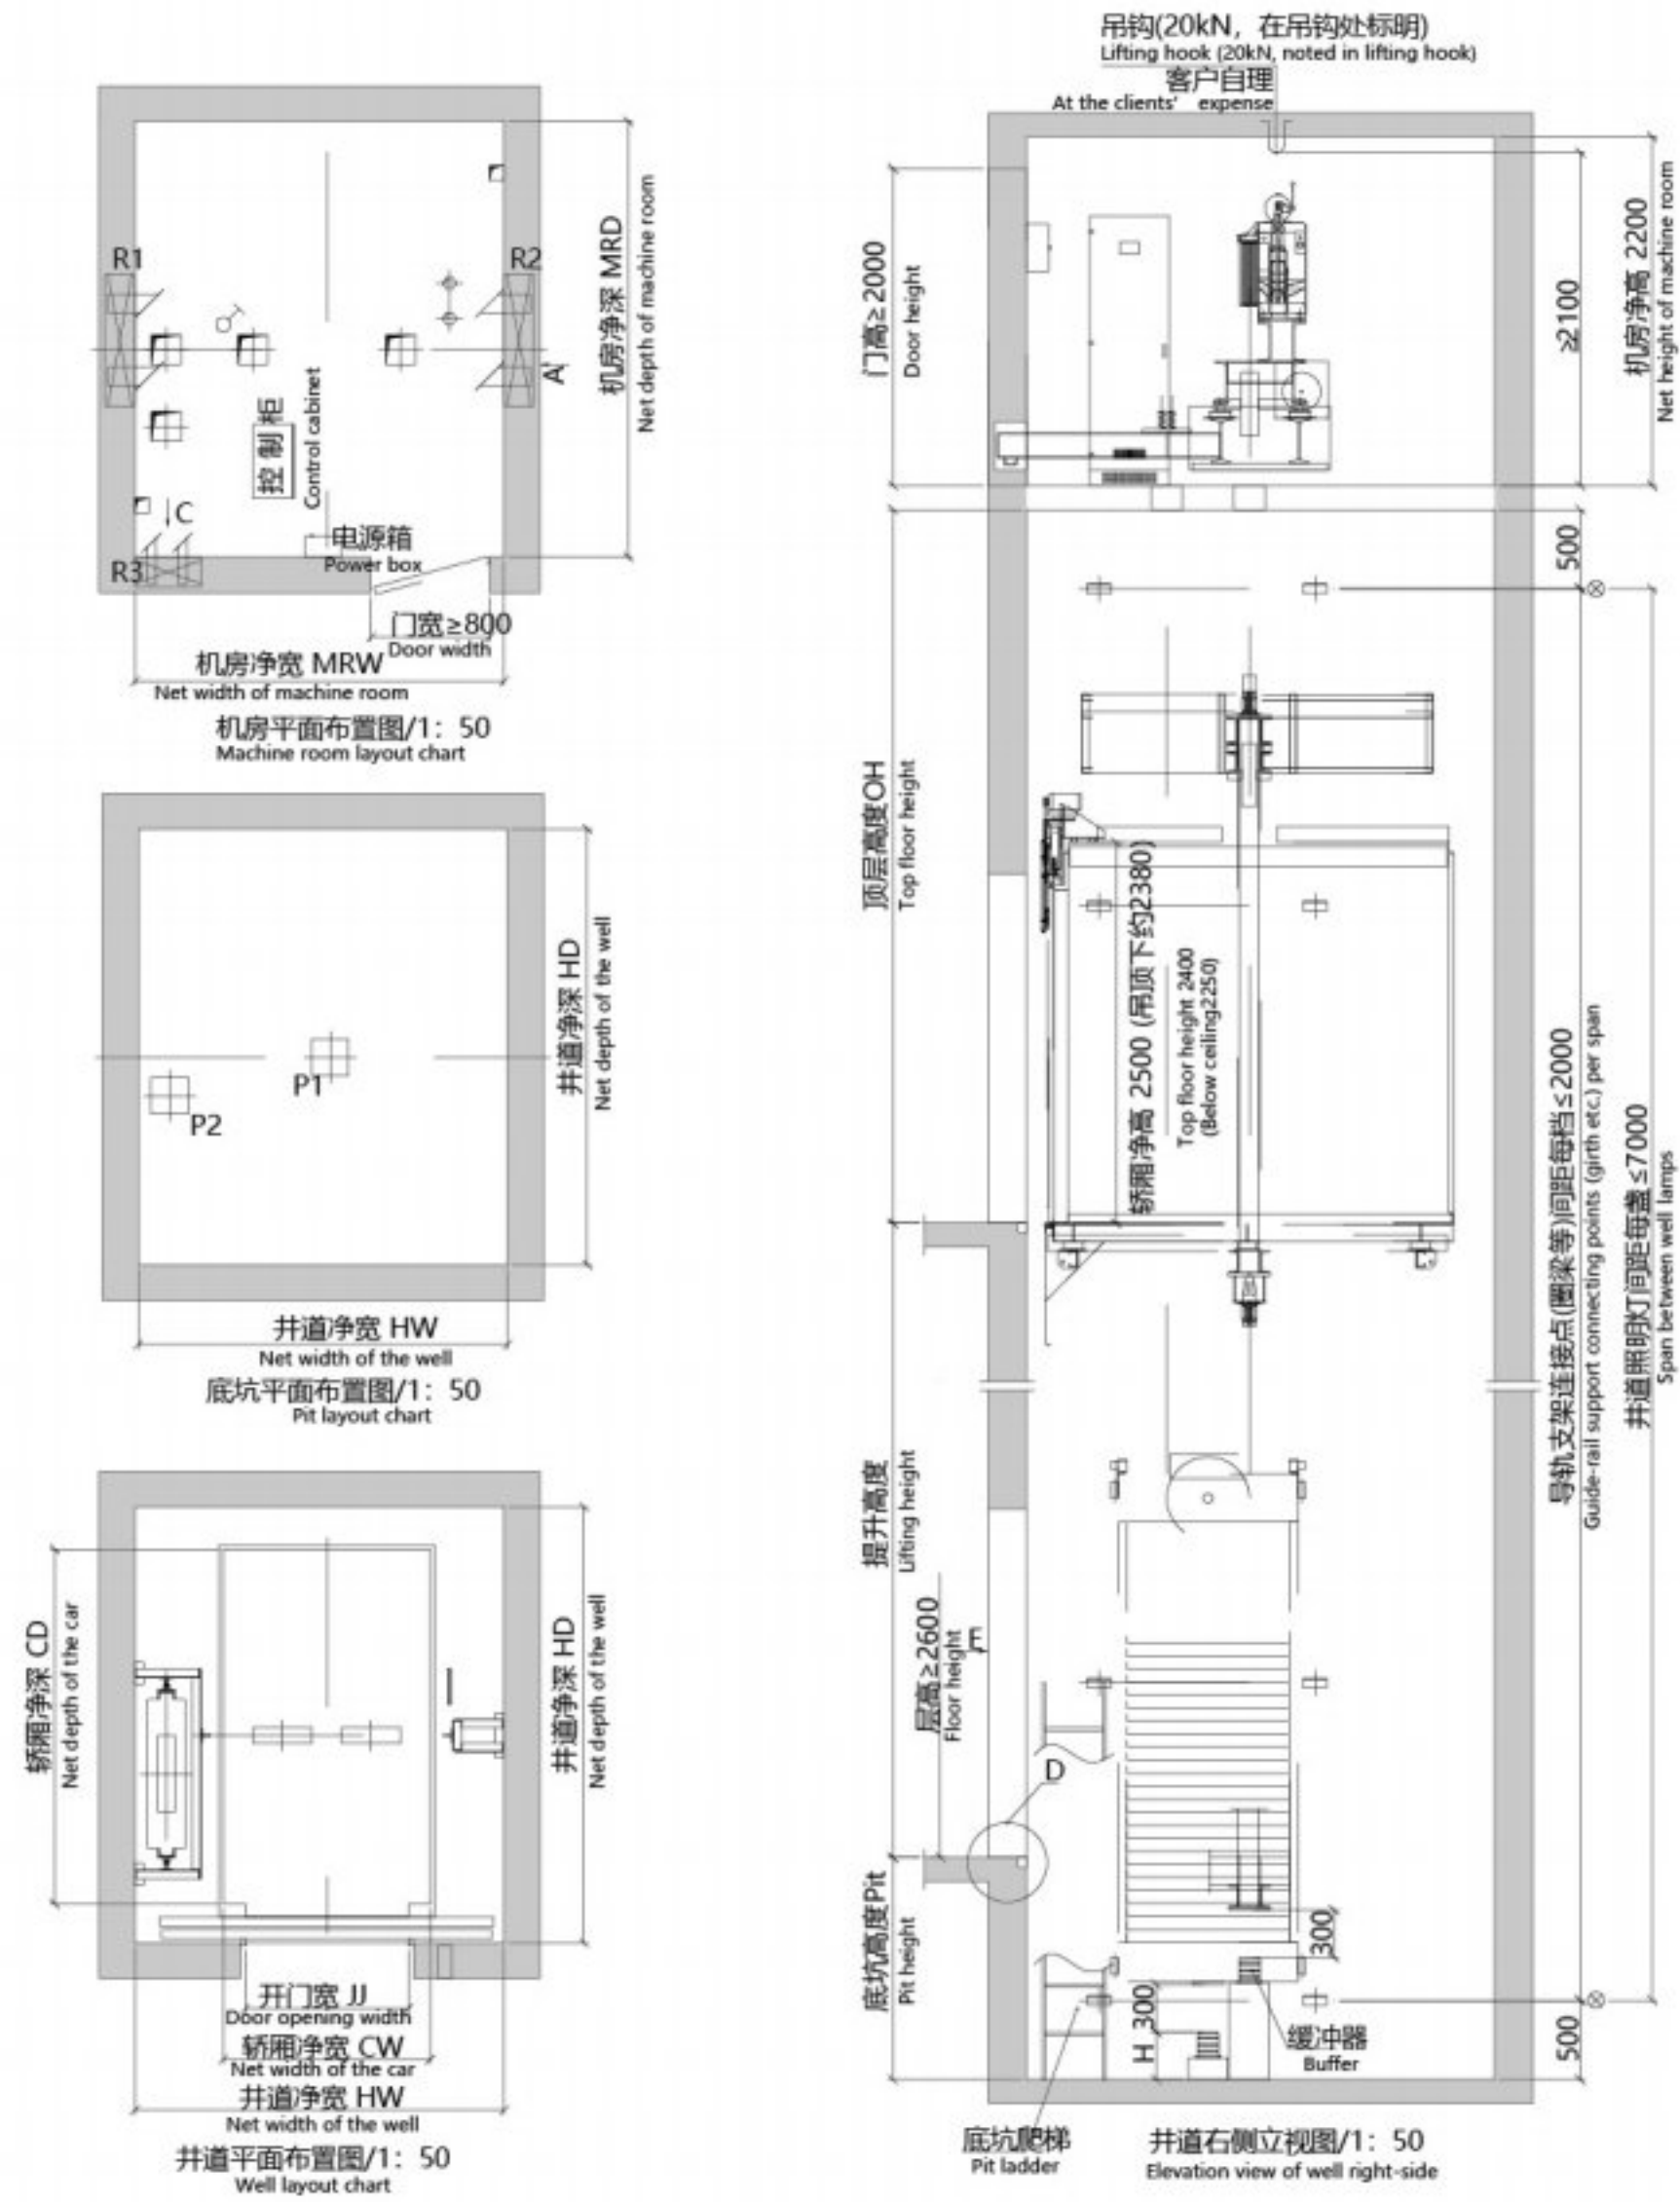 R1
R2
A
控 制 柜
Control cabinet
C
R3
电源箱
Power box
机房净深 MRD
Net depth of machine room
门宽≥800
Door width
机房净宽 MRW
Net width of machine room
机房平面布置图/1：50
Machine room layout chart
P1
P2
井道净深 HD
Net depth of the well
井道净宽 HW
Net width of the well
底坑平面布置图/1：50
Pit layout chart
轿厢净深 CD
Net depth of the car
井道净深 HD
Net depth of the well
开门宽 JJ
Door opening width
轿厢净宽 CW
Net width of the car
井道净宽 HW
Net width of the well
井道平面布置图/1：50
Well layout chart
吊钩(20kN，在吊钩处标明)
Lifting hook (20kN, noted in lifting hook)
客户自理
At the clients’ expense
门高≥2000
Door height
≥2100
机房净高 2200
Net height of machine room
500
顶层高度OH
Top floor height
轿厢净高 2500 (吊顶下约2380)
Top floor height 2400
(Below ceiling2250)
导轨支架连接点(圈梁等)间距每档≤2000
Guide-rail support connecting points (girth etc.) per span
井道照明灯间距每盏≤7000
Span between well lamps
提升高度
Lifting height
层高≥2600
Floor height
E
D
底坑高度Pit
Pit height
300
H 300
500
缓冲器
Buffer
底坑爬梯
Pit ladder
井道右侧立视图/1：50
Elevation view of well right-side